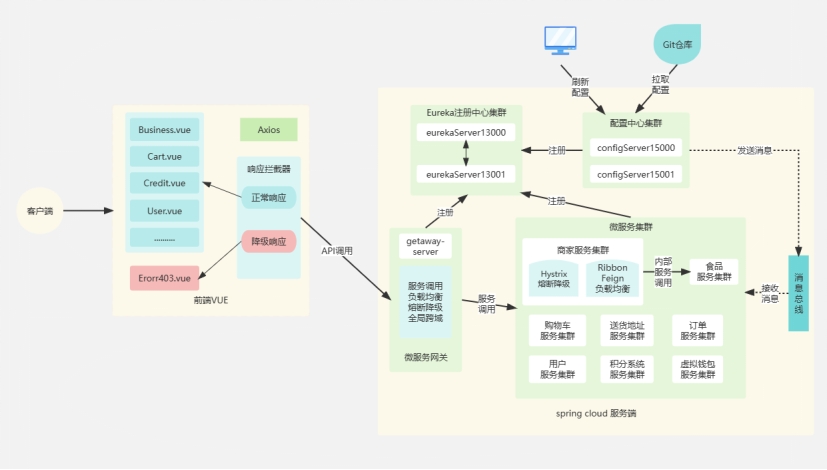 Git仓库
刷新
配置
拉取
配置
Eureka注册中心集群
eurekaServer13000
eurekaServer13001
注册
配置中心集群
configServer15000
configServer15001
发送消息
Business.vue
Cart.vue
Credit.vue
User.vue
..........
Erorr403.vue
Axios
响应拦截器
正常响应
降级响应
前端VUE
客户端
API调用
注册
注册
getaway-
server
服务调用
负载均衡
熔断降级
全局跨域
微服务网关
服务
调用
微服务集群
商家服务集群
Hystrix
熔断降级
Ribbon
Feign
负载均衡
内部
服务
调用
食品
服务集群
购物车
服务集群
送货地址
服务集群
订单
服务集群
用户
服务集群
积分系统
服务集群
虚拟钱包
服务集群
接收
消息
消
息
总
线
spring cloud 服务端